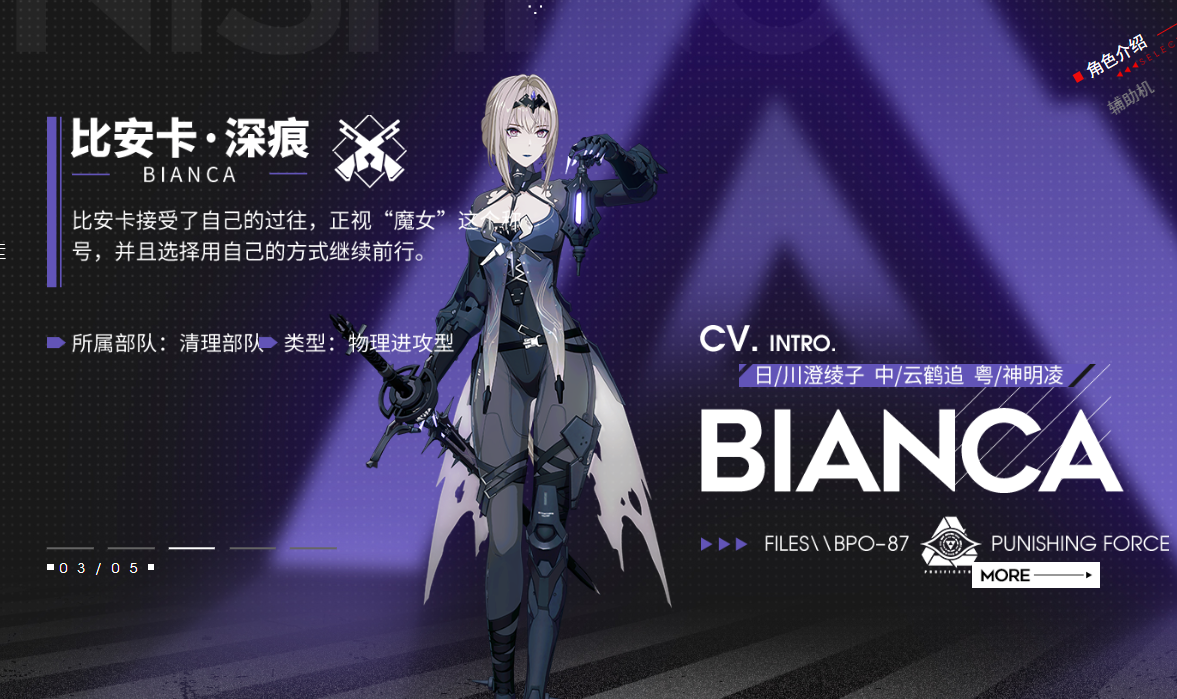 角色介绍
辅助机
比安卡·深痕
BIANCA
比安卡接受了自己的过往，正视“魔女”这个称
号，并且选择用自己的方式继续前行。
所属部队：清理部队
类型：物理进攻型
CV. INTRO.
日/川澄绫子 中/云鹤追 粤/神明凌
BIANCA
FILES\\BPO-87
PUNISHING FORCE
MORE
03/05